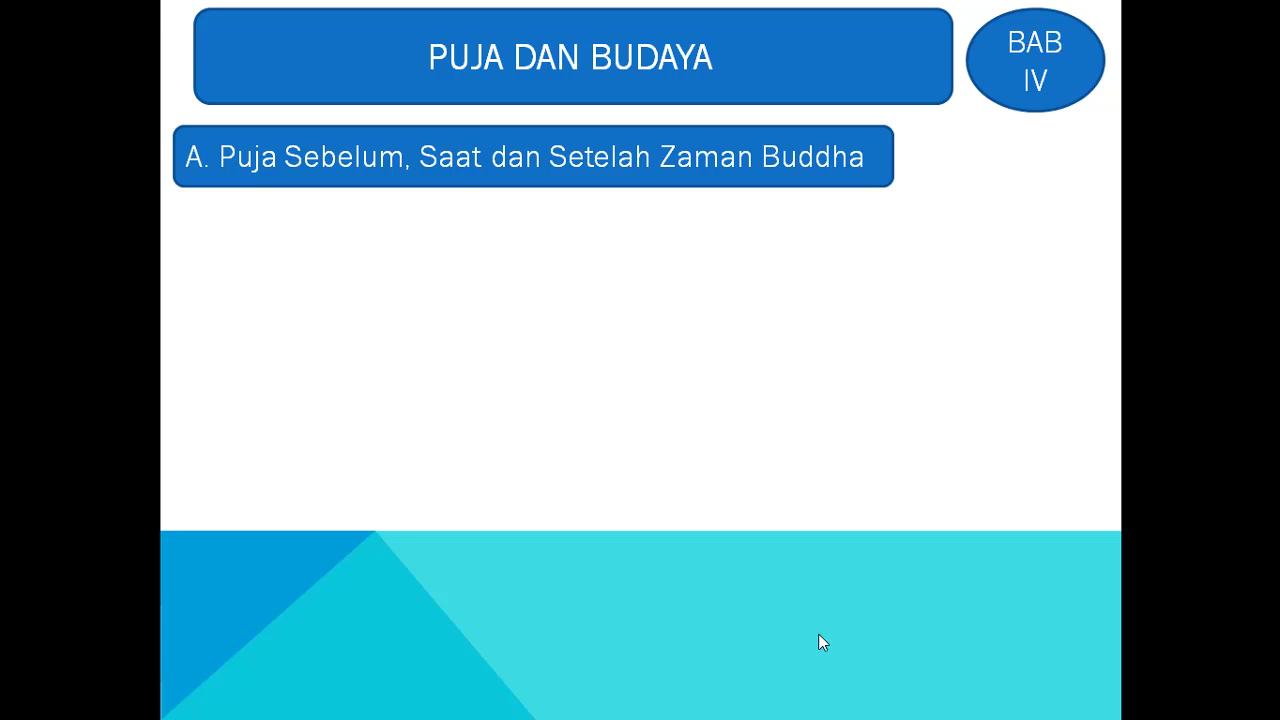 PUJA DAN BUDAYA
BAB
IV
A. Puja Sebelum, Saat dan Setelah Zaman Buddha